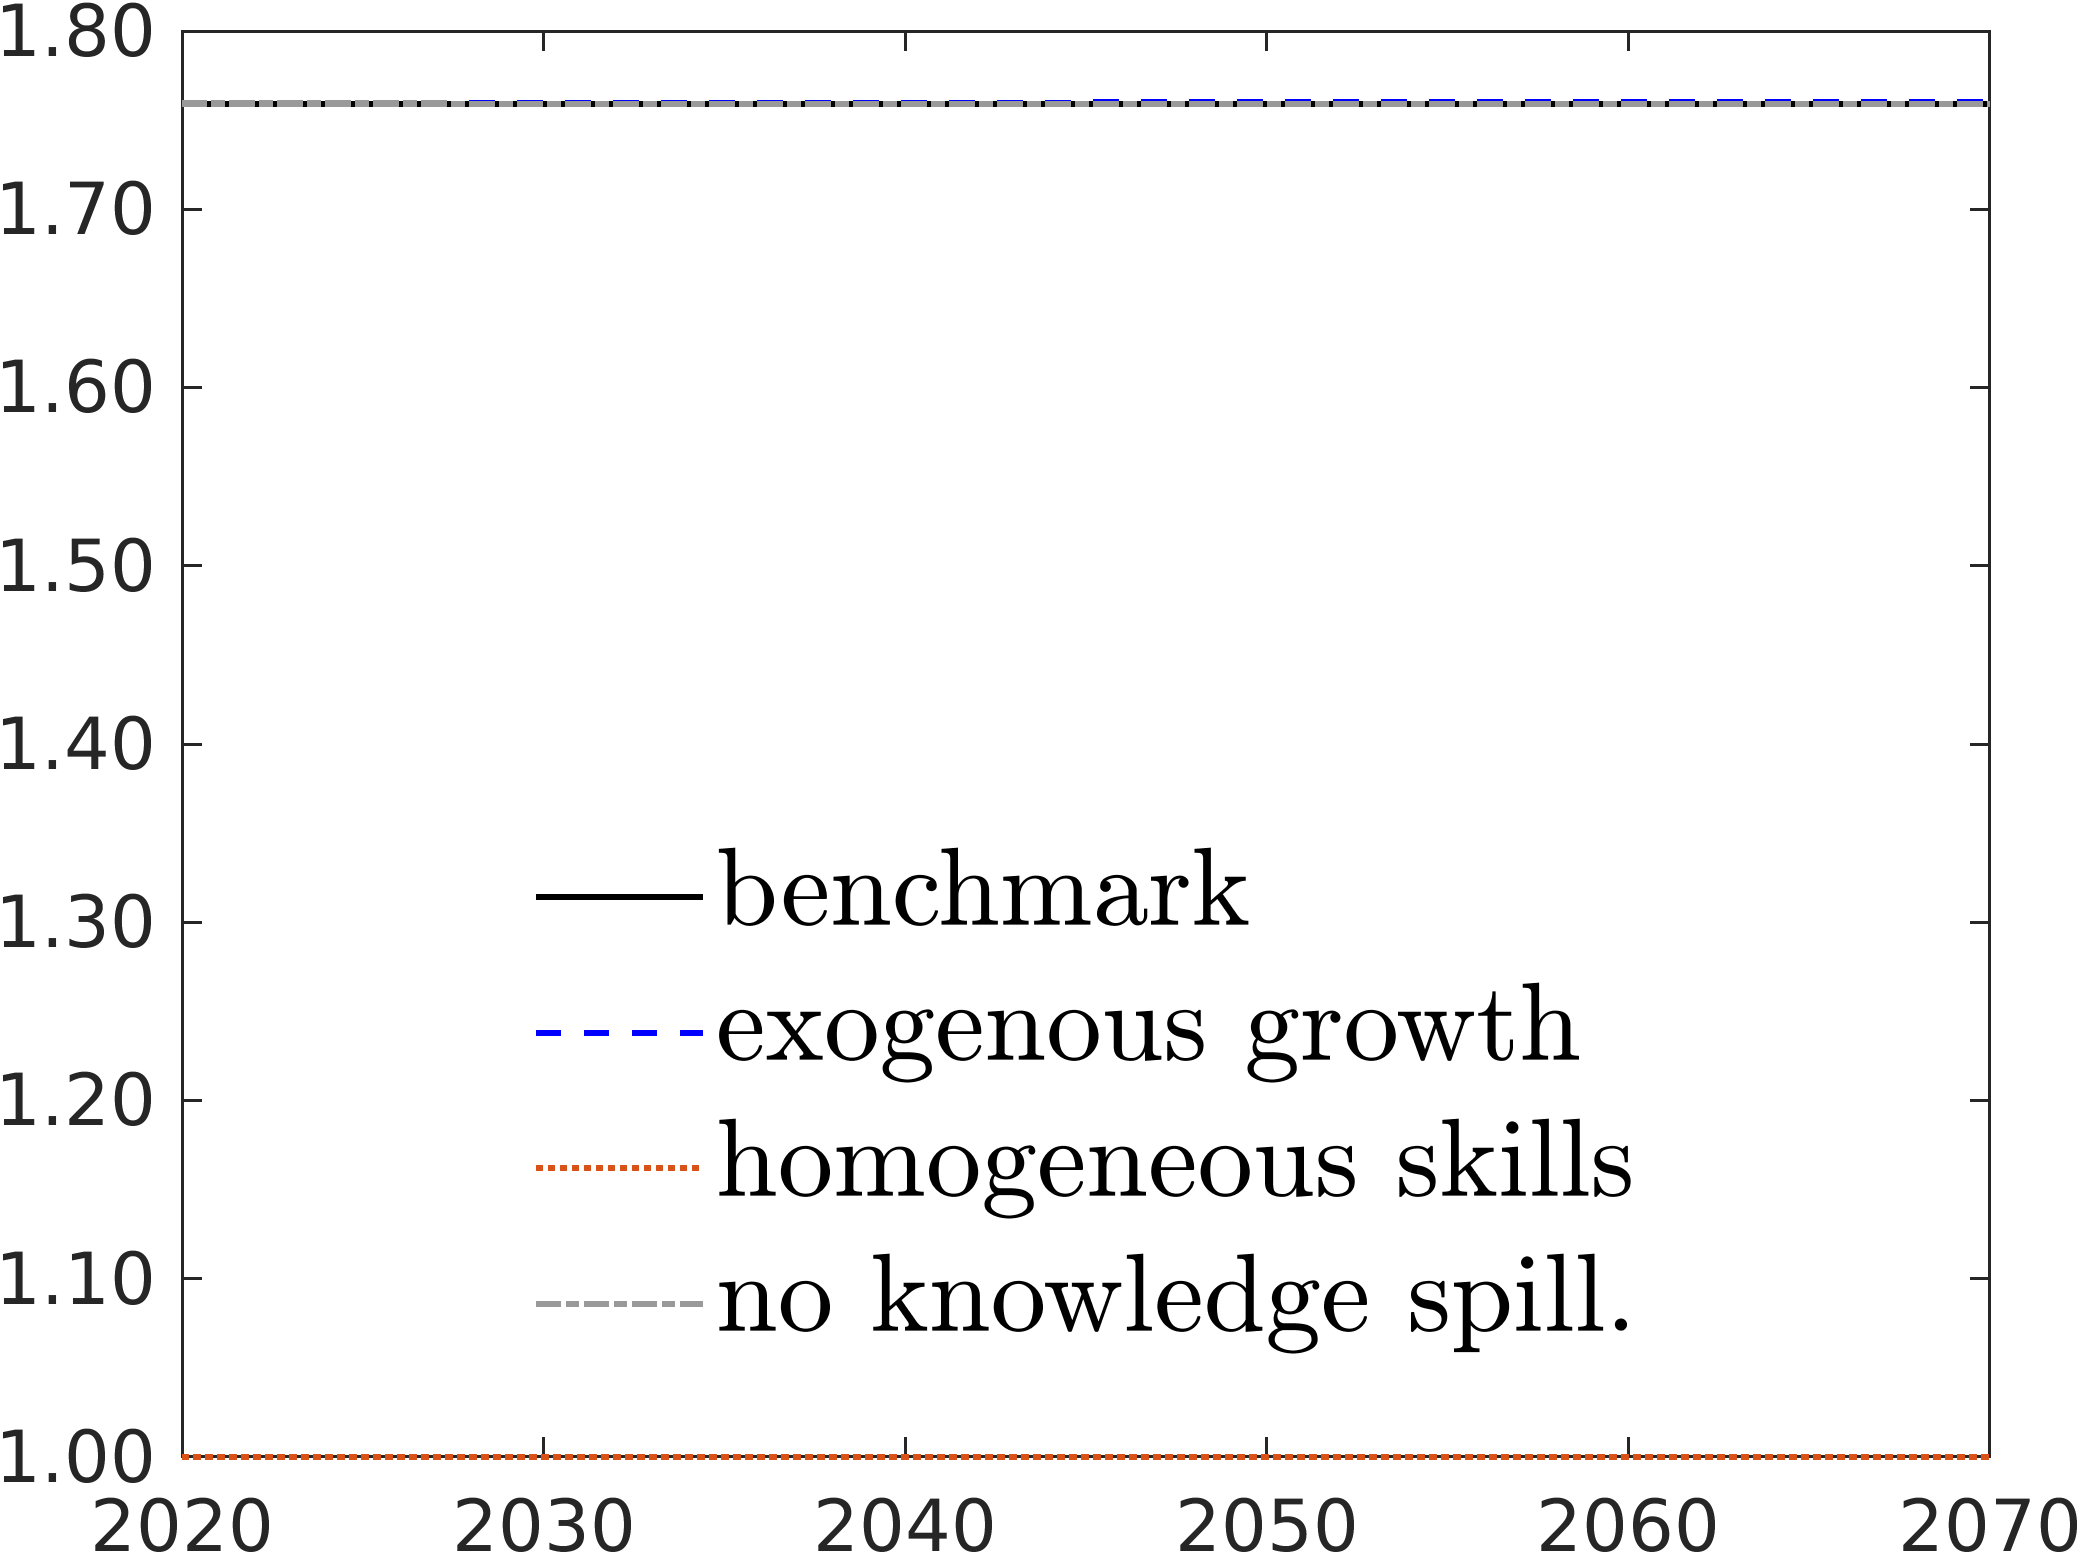 1.80
1.70
1.60
1.50
1.40
1.30
1.20
1.10
1.00
benchmark
exogenous growth
homogeneous skills
no knowledge spill.
2020 2030 2040 2050 2060 2070